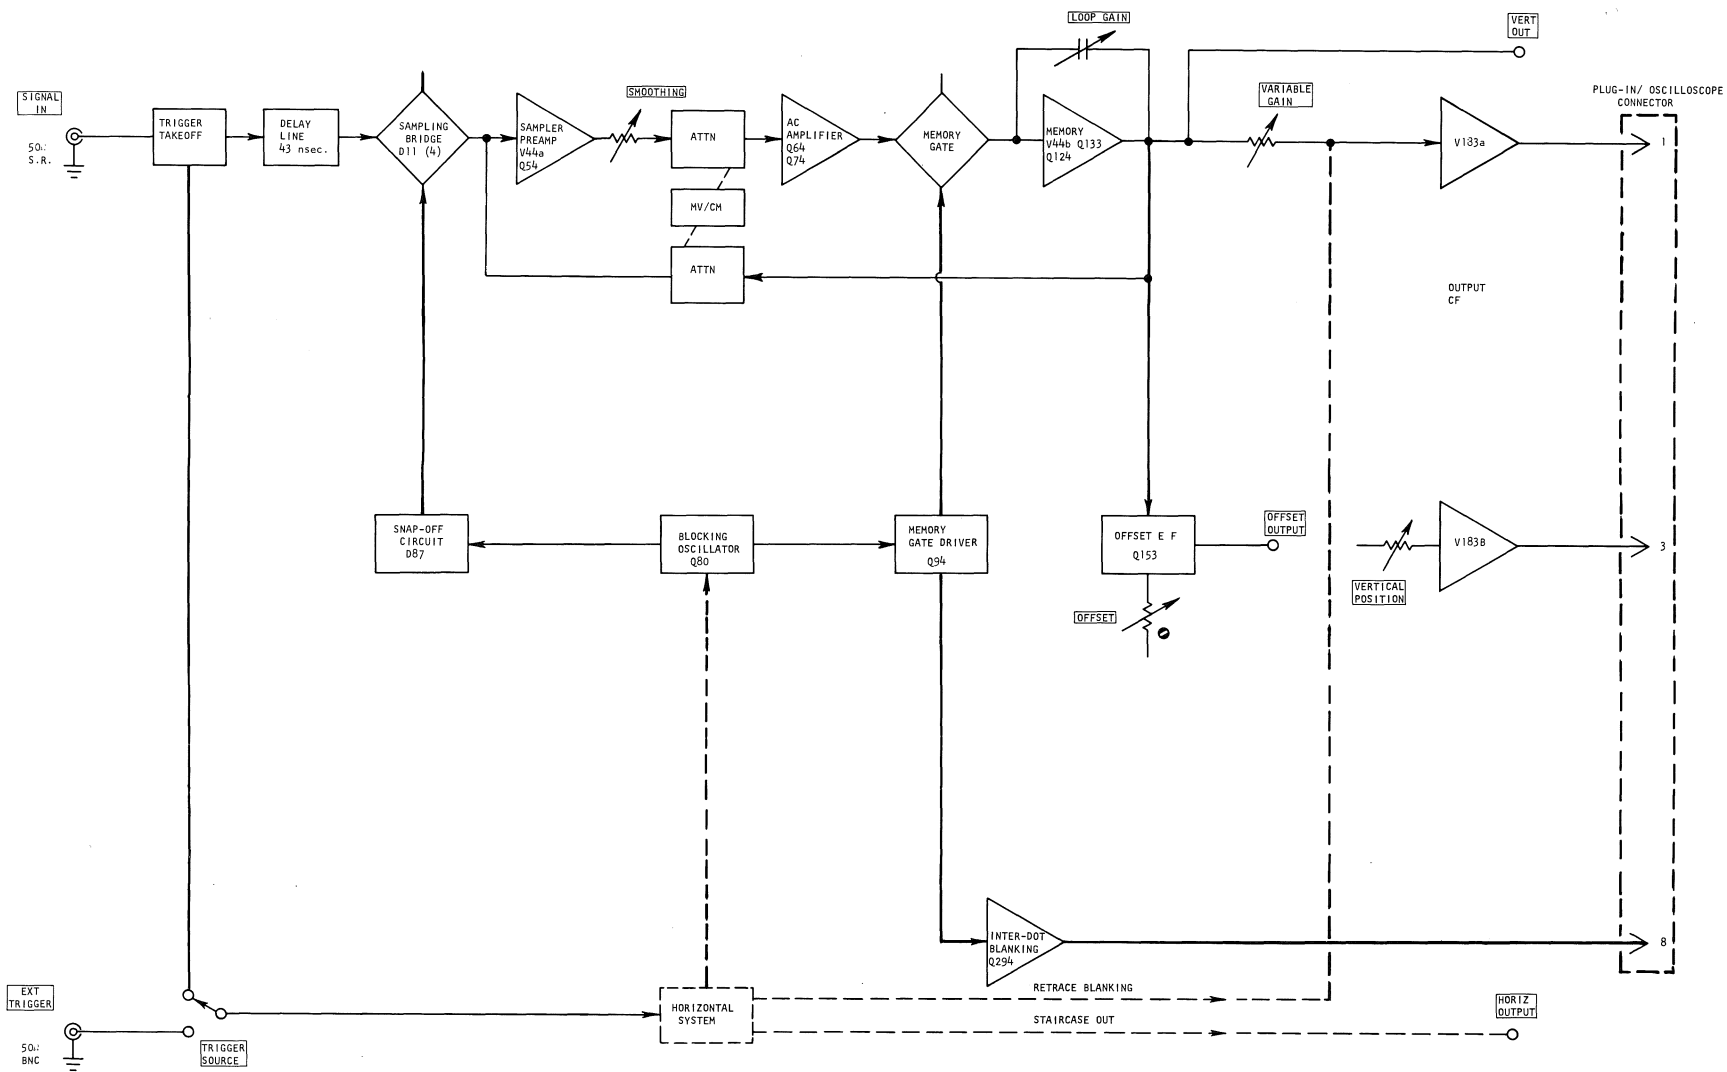 LOOP GAIN
VERT
OUT
SIGNAL
IN
50Ω
S.R.
TRIGGER
TAKEOFF
DELAY
LINE
43 nsec.
SAMPLING
BRIDGE
D11 (4)
SAMPLER
PREAMP
V44a
Q54
SMOOTHING
ATTN
MV/CM
ATTN
AC
AMPLIFIER
Q64
Q74
MEMORY
GATE
MEMORY
V44b Q133
Q124
VARIABLE
GAIN
V183a
PLUG-IN/ OSCILLOSCOPE
CONNECTOR
1
OUTPUT
CF
SNAP-OFF
CIRCUIT
D87
BLOCKING
OSCILLATOR
Q80
MEMORY
GATE DRIVER
Q94
OFFSET E F
Q153
OFFSET
OUTPUT
OFFSET
VERTICAL
POSITION
V183B
3
INTER-DOT
BLANKING
Q294
8
EXT
TRIGGER
50Ω
BNC
TRIGGER
SOURCE
HORIZONTAL
SYSTEM
RETRACE BLANKING
STAIRCASE OUT
HORIZ
OUTPUT